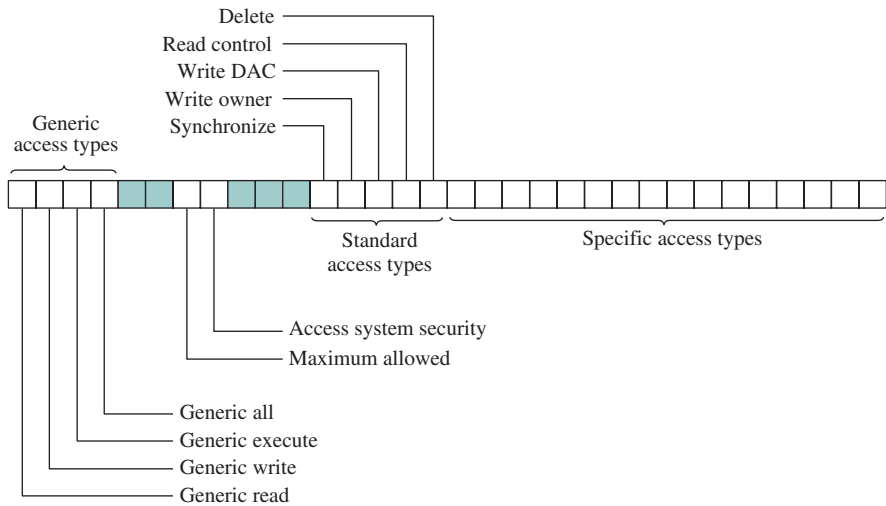 Delete
Read control
Write DAC
Write owner
Synchronize
Generic
access types
Standard
access types
Specific access types
Access system security
Maximum allowed
Generic all
Generic execute
Generic write
Generic read